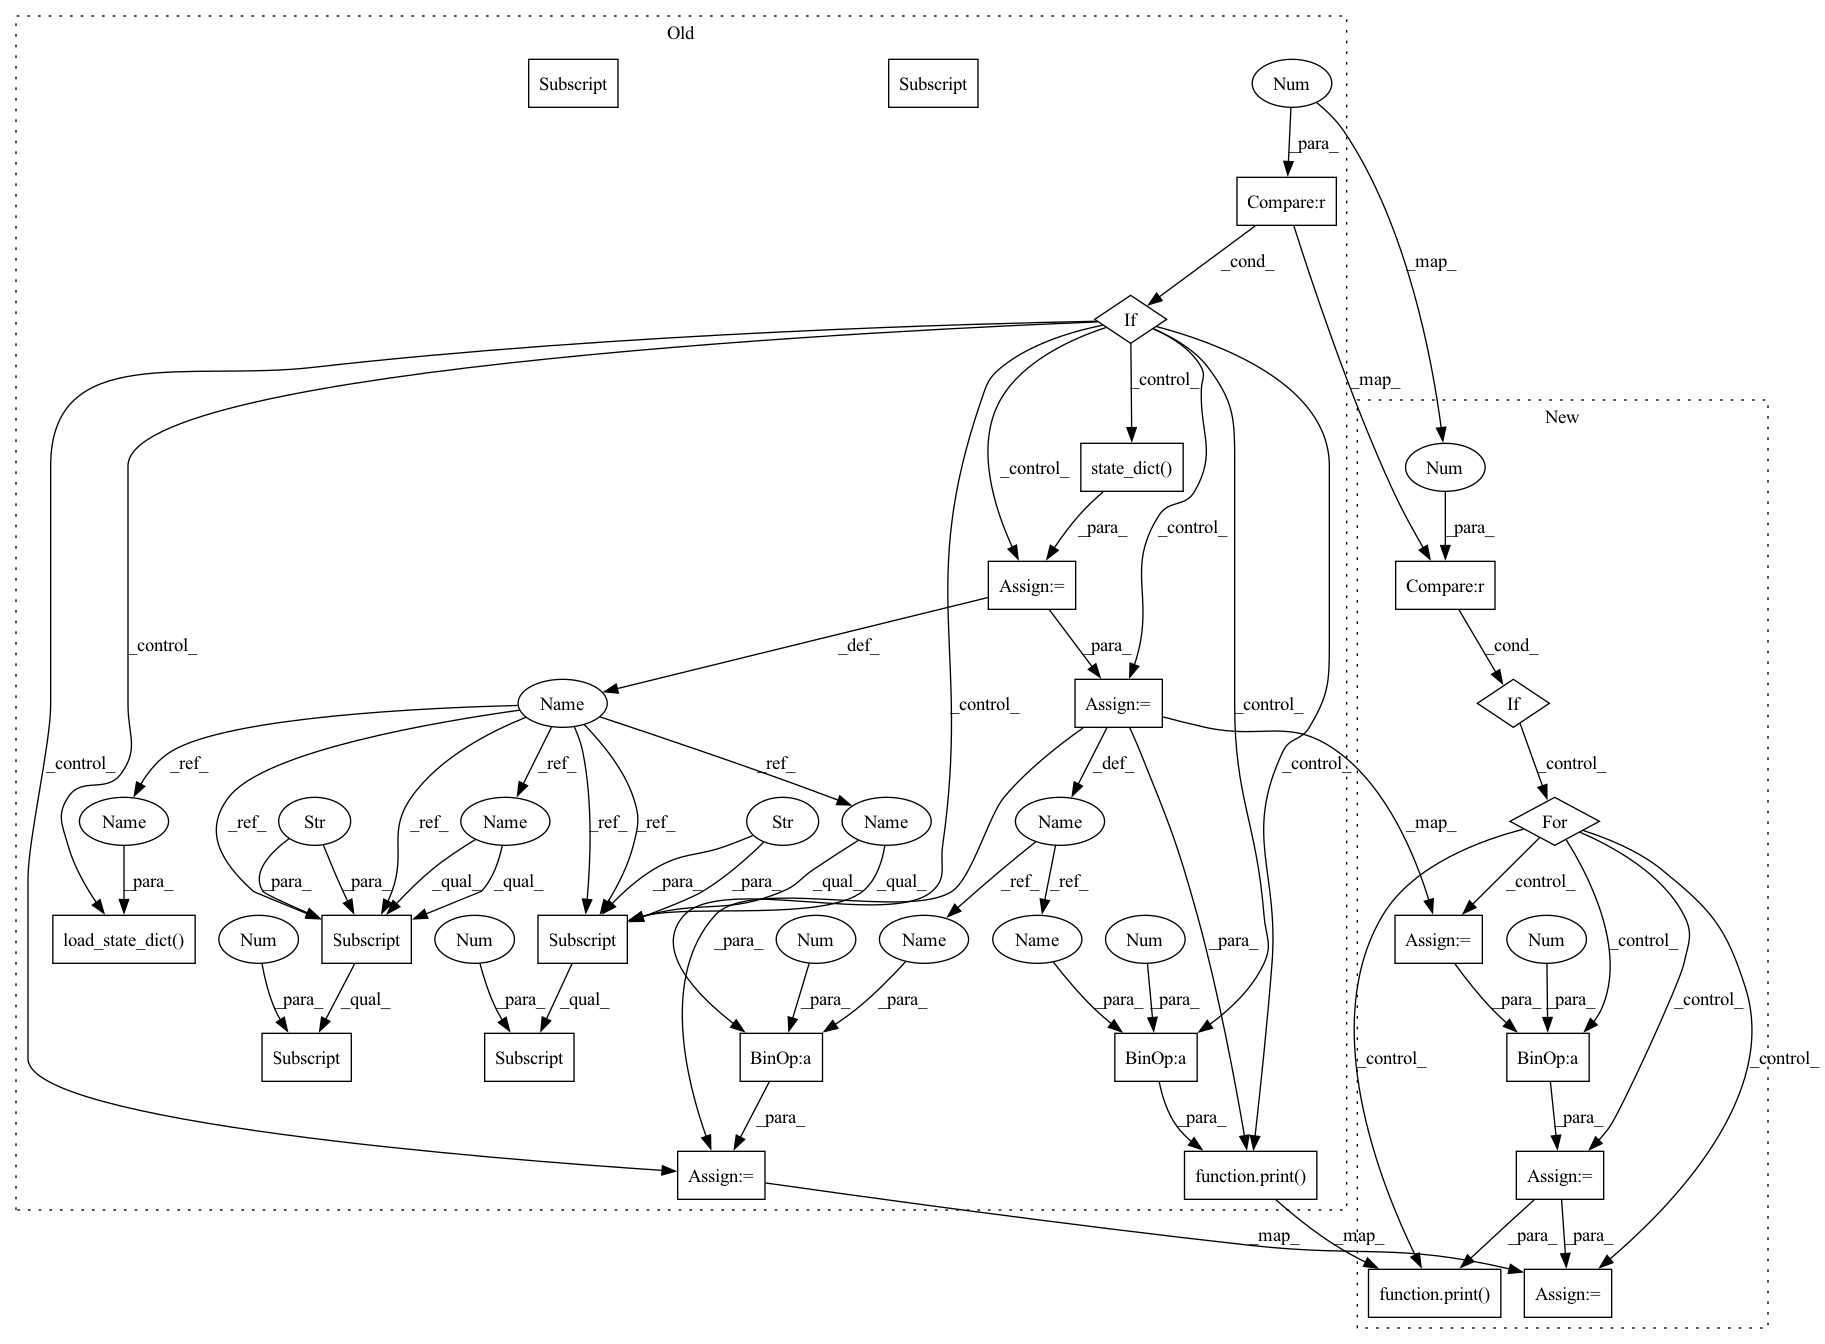 Old
Subscript
Subscript
Num
_para_
Compare:r
_cond_
_map_
If
_map_
New
_control_
_control_
state_dict()
Num
_para_
_control_
_para_
Assign:=
Compare:r
_control_
_def_
_para_
_cond_
Name
_control_
Assign:=
_control_
If
_control_
_ref_
_ref_
_ref_
_def_
_control_
_control_
Name
_ref_
Str
_ref_
Name
_ref_
_ref_
Str
Name
Name
_map_
For
_para_
_para_
_para_
_qual_
_qual_
_para_
_para_
_qual_
_qual_
_ref_
_ref_
_control_
load_state_dict()
Num
Subscript
Num
Subscript
_para_
Num
Name
Name
Num
_para_
Assign:=
Num
_control_
_para_
_qual_
_para_
_qual_
_para_
_para_
_para_
_para_
_para_
_para_
_control_
Subscript
Subscript
BinOp:a
BinOp:a
_control_
BinOp:a
_control_
_para_
_para_
_para_
Assign:=
function.print()
Assign:=
_map_
_map_
_para_
_para_
function.print()
Assign:=